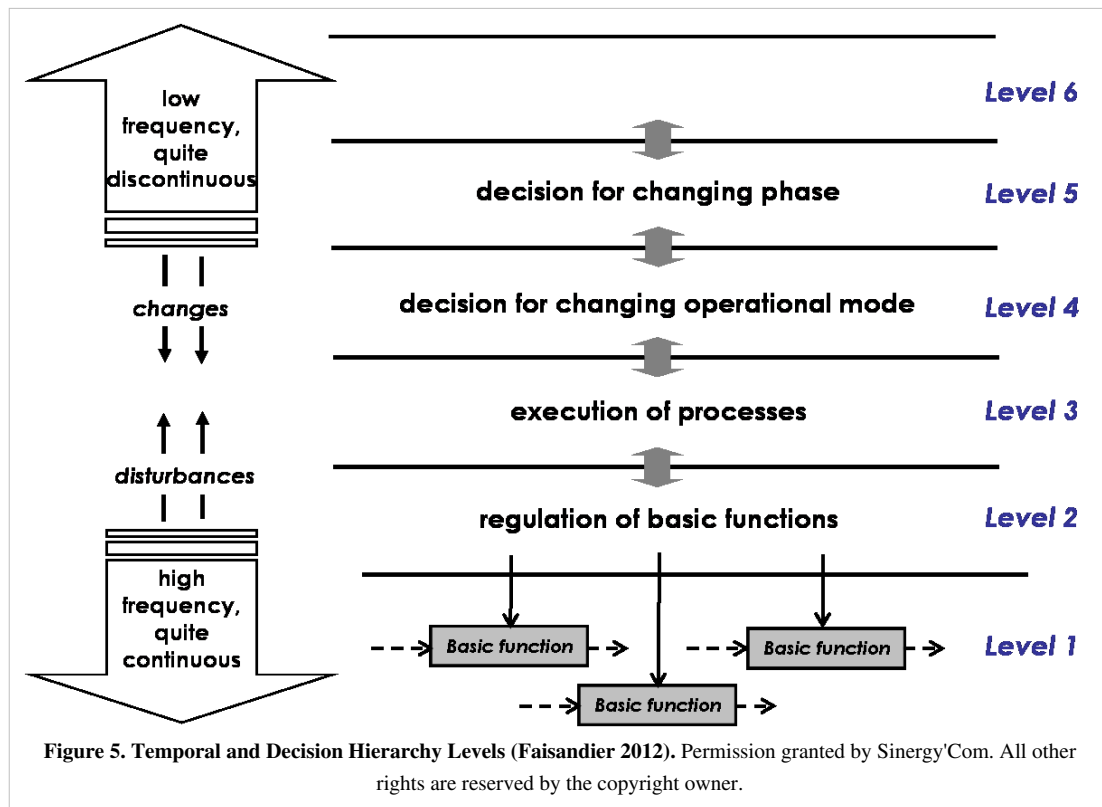 low
frequency,
quite
discontinuous
Level 6
decision for changing phase
Level 5
changes
decision for changing operational mode
Level 4
execution of processes
Level 3
disturbances
regulation of basic functions
Level 2
high
frequency,
quite
continuous
Basic function
Basic function
Level 1
Basic function
Figure 5. Temporal and Decision Hierarchy Levels (Faisandier 2012). Permission granted by Sinergy'Com. All other
rights are reserved by the copyright owner.